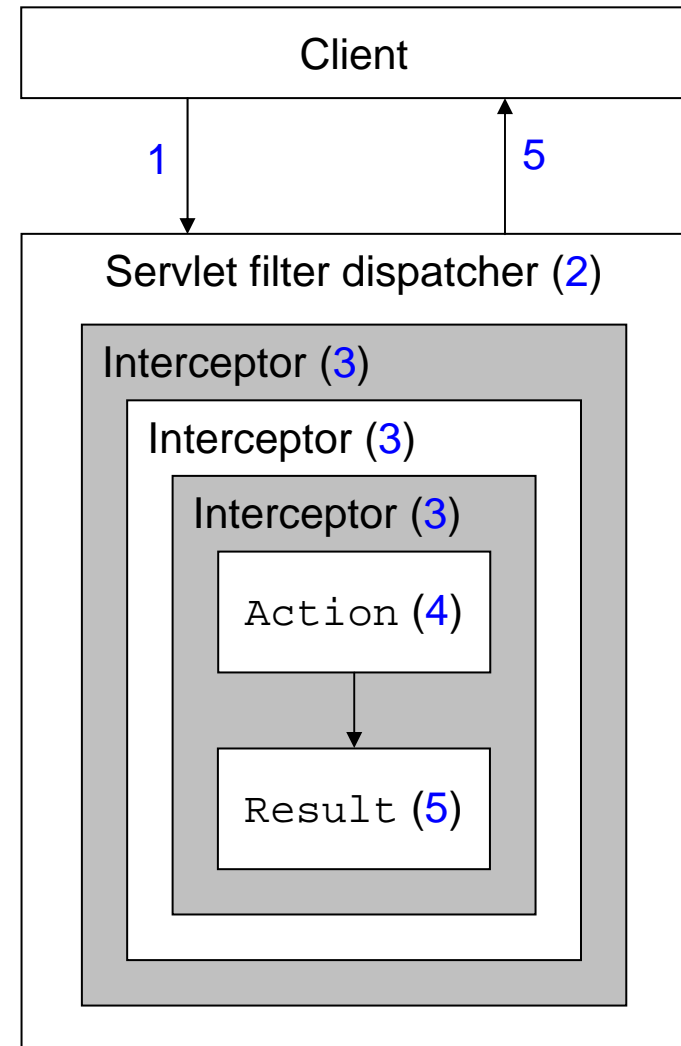 Client
1
5
Servlet filter dispatcher (2)
Interceptor (3)
Interceptor (3)
Interceptor (3)
Action (4)
Result (5)